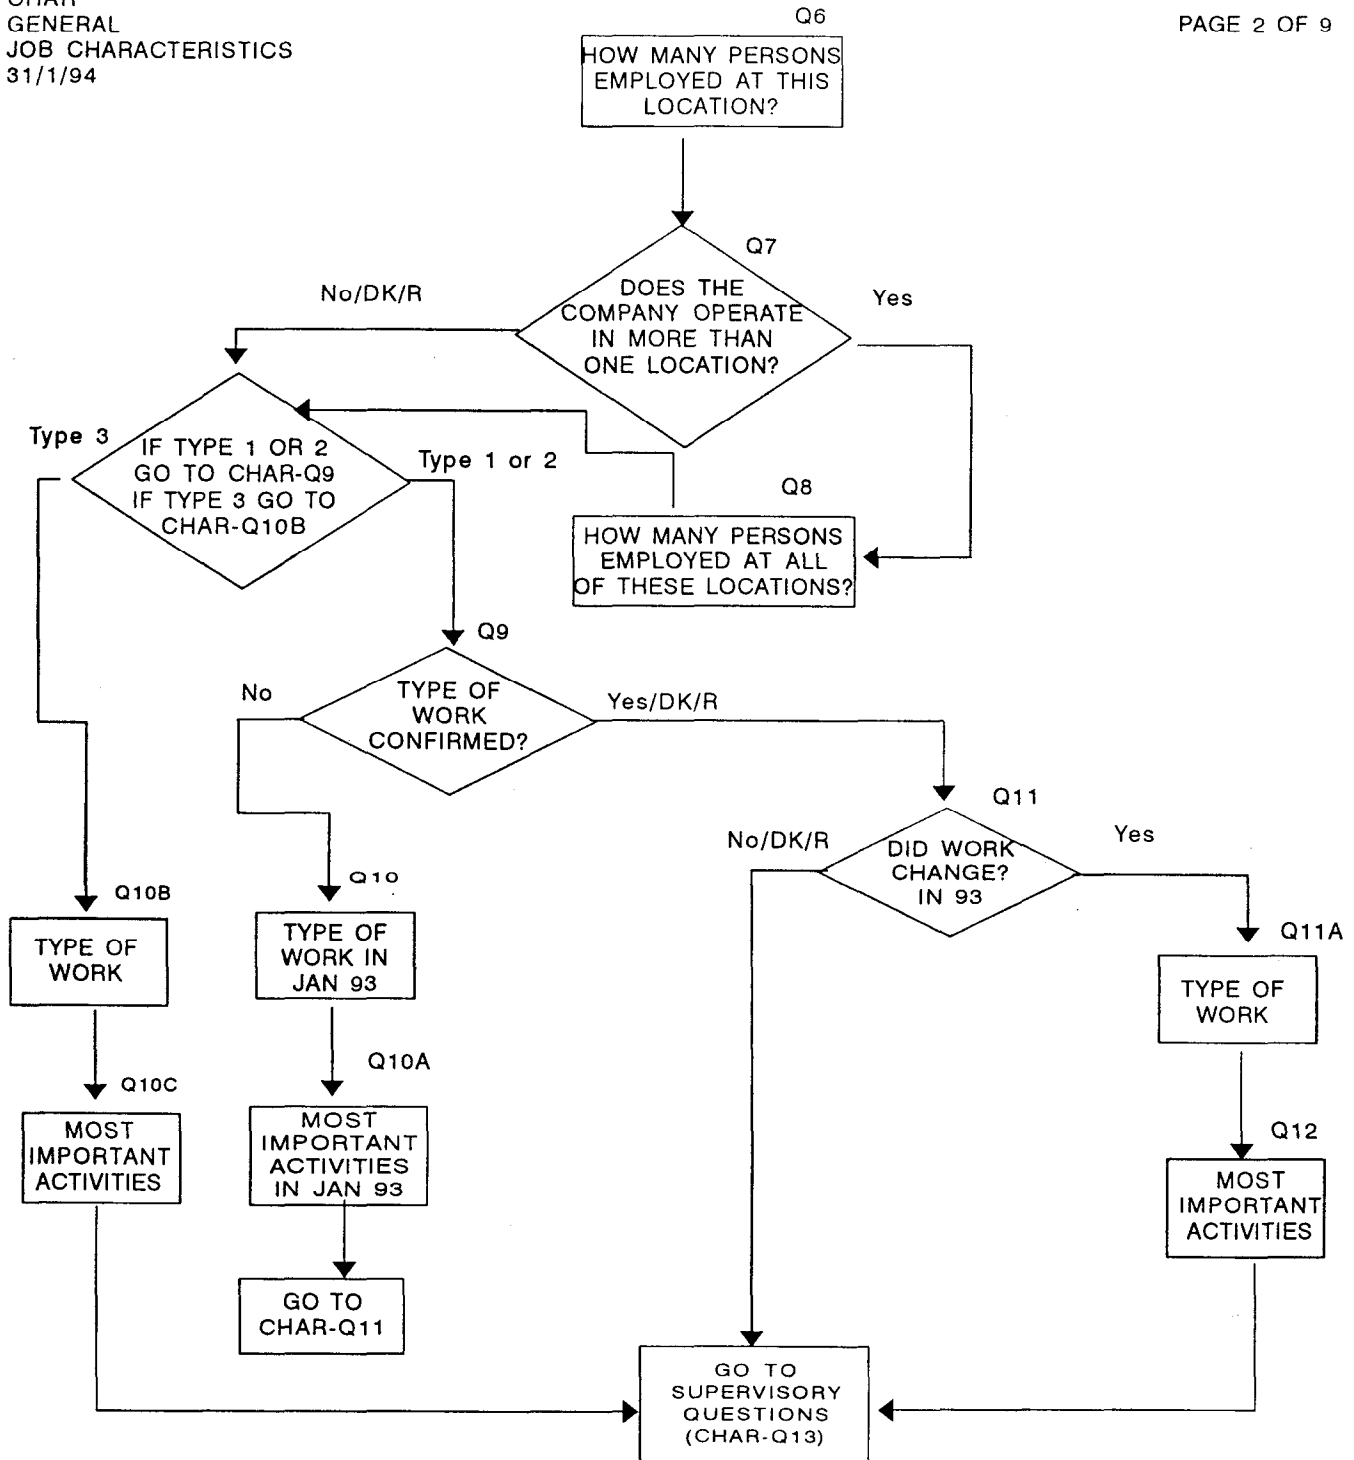 CHAR
GENERAL
JOB CHARACTERISTICS
31/1/94
PAGE 2 OF 9
Q6
HOW MANY PERSONS
EMPLOYED AT THIS
LOCATION?
Q7
DOES THE
COMPANY OPERATE
IN MORE THAN
ONE LOCATION?
No/DK/R
Yes
Type 3
IF TYPE 1 OR 2
GO TO CHAR-Q9
IF TYPE 3 GO TO
CHAR-Q10B
Type 1 or 2
Q8
HOW MANY PERSONS
EMPLOYED AT ALL
OF THESE LOCATIONS?
Q9
TYPE OF
WORK
CONFIRMED?
No
Yes/DK/R
Q11
DID WORK
CHANGE?
IN 93
No/DK/R
Yes
Q10B
TYPE OF
WORK
Q10
TYPE OF
WORK IN
JAN 93
Q11A
TYPE OF
WORK
Q10C
MOST
IMPORTANT
ACTIVITIES
Q10A
MOST
IMPORTANT
ACTIVITIES
IN JAN 93
Q12
MOST
IMPORTANT
ACTIVITIES
GO TO
CHAR-Q11
GO TO
SUPERVISORY
QUESTIONS
(CHAR-Q13)